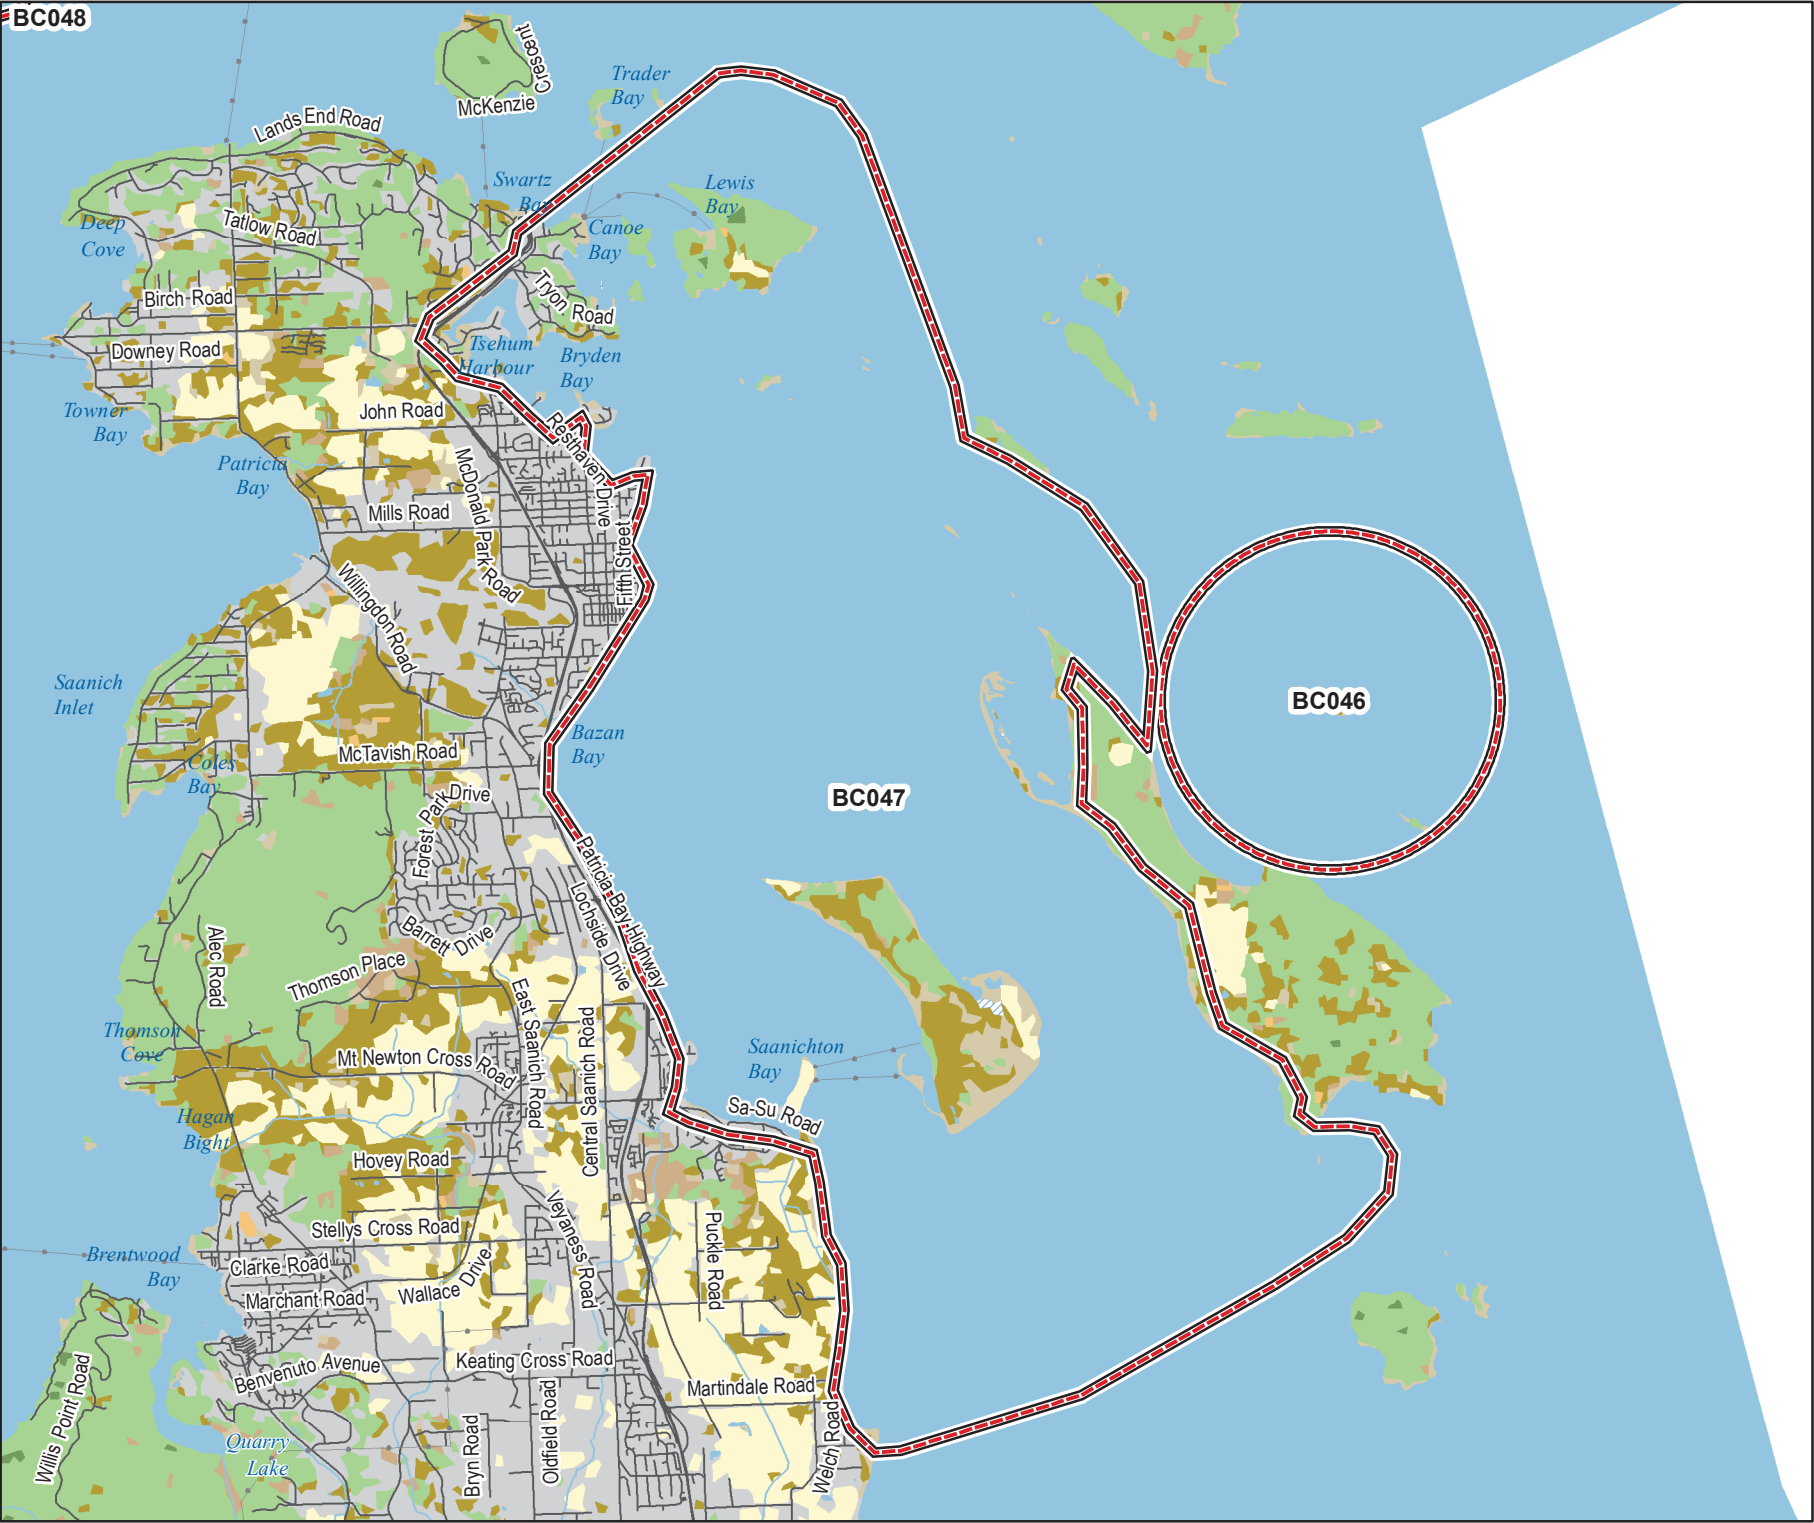 BC048
Crescent
McKenzie
Trader
Bay
Lands End Road
Swartz
Bay
Lewis
Bay
Deep
Cove
Tatlow Road
Canoe
Bay
Birch Road
Tryon Road
Downey Road
Tsehum
Harbour
Bryden
Bay
Towner
Bay
John Road
Resthaven Drive
Patricia
Bay
McDonald Park Road
Mills Road
Fifth Street
Willingdon Road
Saanich
Inlet
BC046
Bazan
Bay
McTavish Road
Coles
Bay
Forest Park Drive
BC047
Patricia Bay Highway
Lochside Drive
Barrett Drive
Alec Road
Thomson Place
East Saanich Road
Central Saanich Road
Thomson
Cove
Mt Newton Cross Road
Saanichton
Bay
Sa-Su Road
Hagan
Bight
Hovey Road
Veyaness Road
Puckle Road
Stellys Cross Road
Brentwood
Bay
Clarke Road
Wallace Drive
Marchant Road
Benvenuto Avenue
Keating Cross Road
Martindale Road
Willis Point Road
Oldfield Road
Bryn Road
Welch Road
Quarry
Lake